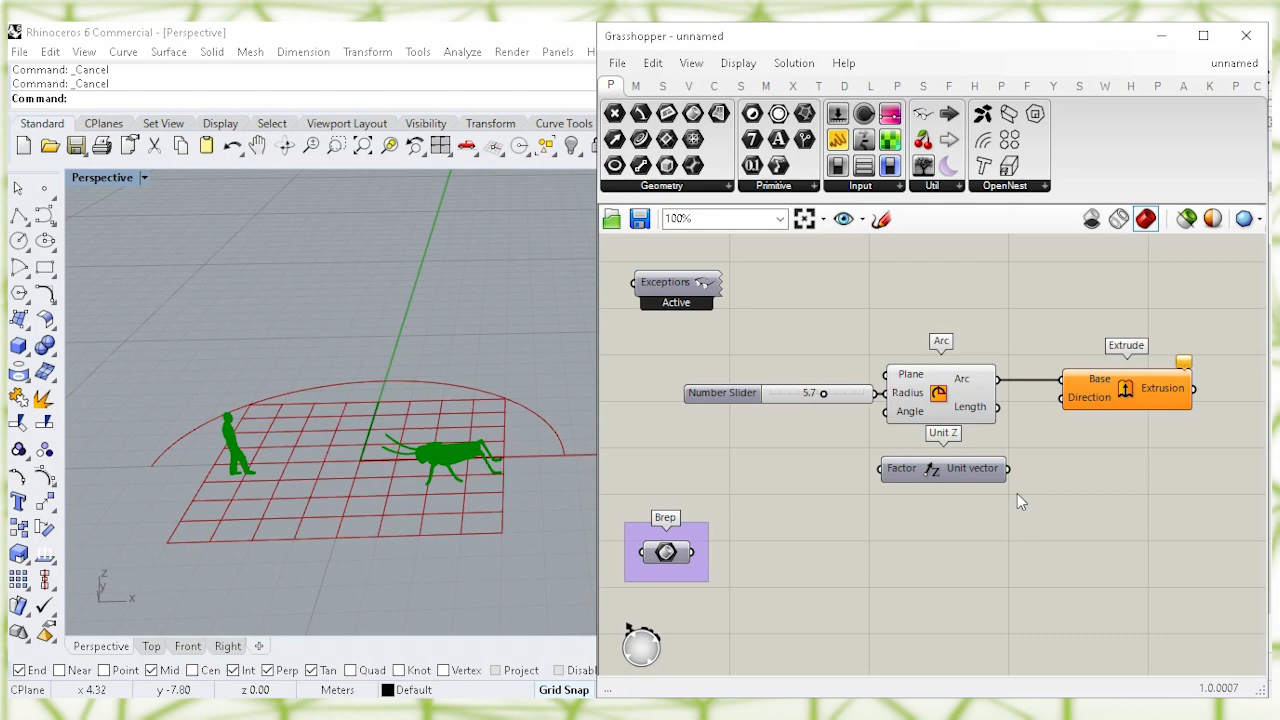 Rhinoceros 6 Commercial - [Perspective]
File Edit View Curve Surface Solid Mesh Dimension Transform Tools Analyze Render Panels H
Command: _Cancel
Command: _Cancel
Command:
Standard CPlanes Set View Display Select Viewport Layout Visibility Transform Curve Tools
Perspective
z
y
x
Perspective Top Front Right
End Near Point Mid Cen Int Perp Tan Quad Knot Vertex Project Disabl
CPlane x 4.32 y -7.80 z 0.00 Meters Default Grid Snap
Grasshopper - unnamed
File Edit View Display Solution Help unnamed
P M S V C S M X T D L P S F A K P M P F Y S W H L P A K C
Geometry Primitive Input Util OpenNest
100%
Exceptions
Active
Arc
Extrude
Number Slider 5.7
Plane
Radius
Angle
Arc
Length
Base
Direction
Extrusion
Unit Z
Factor Z Unit vector
Brep
... 1.0.0007